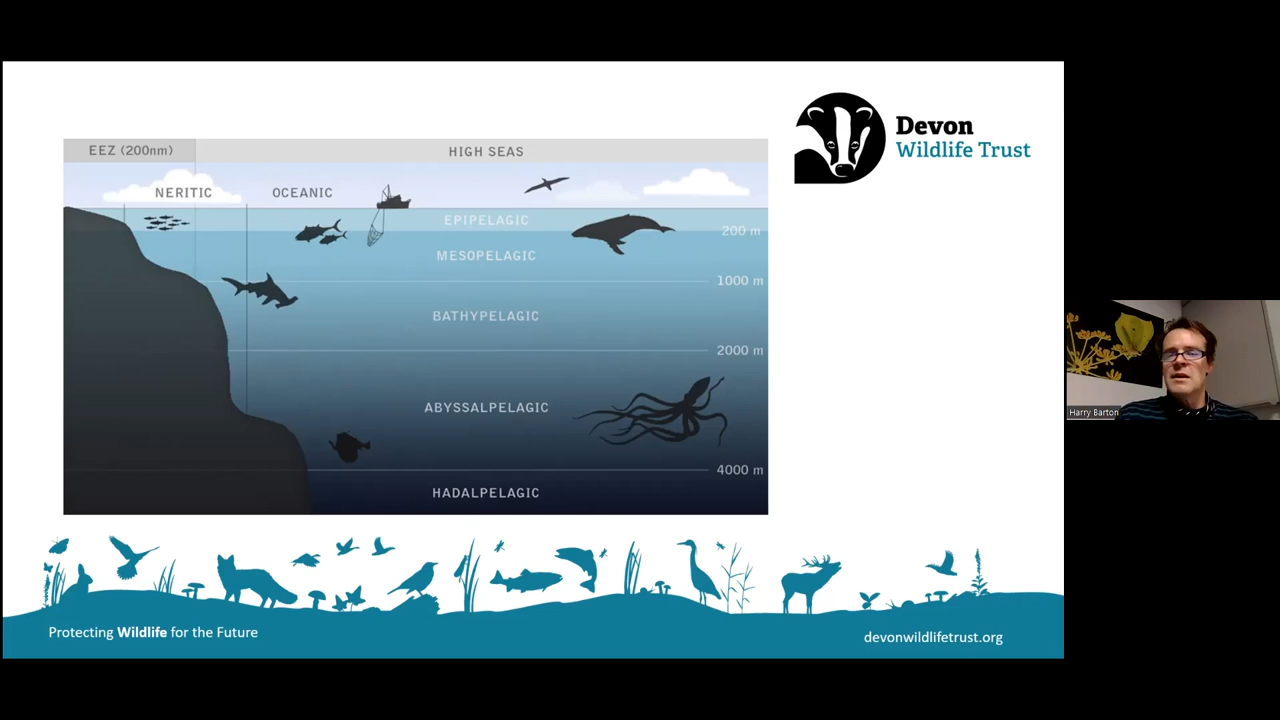 Devon
Wildlife Trust
EEZ (200nm)
HIGH SEAS
NERITIC
OCEANIC
EPIPELAGIC
200 m
MESOPELAGIC
1000 m
BATHYPELAGIC
2000 m
ABYSSALPELAGIC
4000 m
HADALPELAGIC
Harry Barton
Protecting Wildlife for the Future
devonwildlifetrust.org